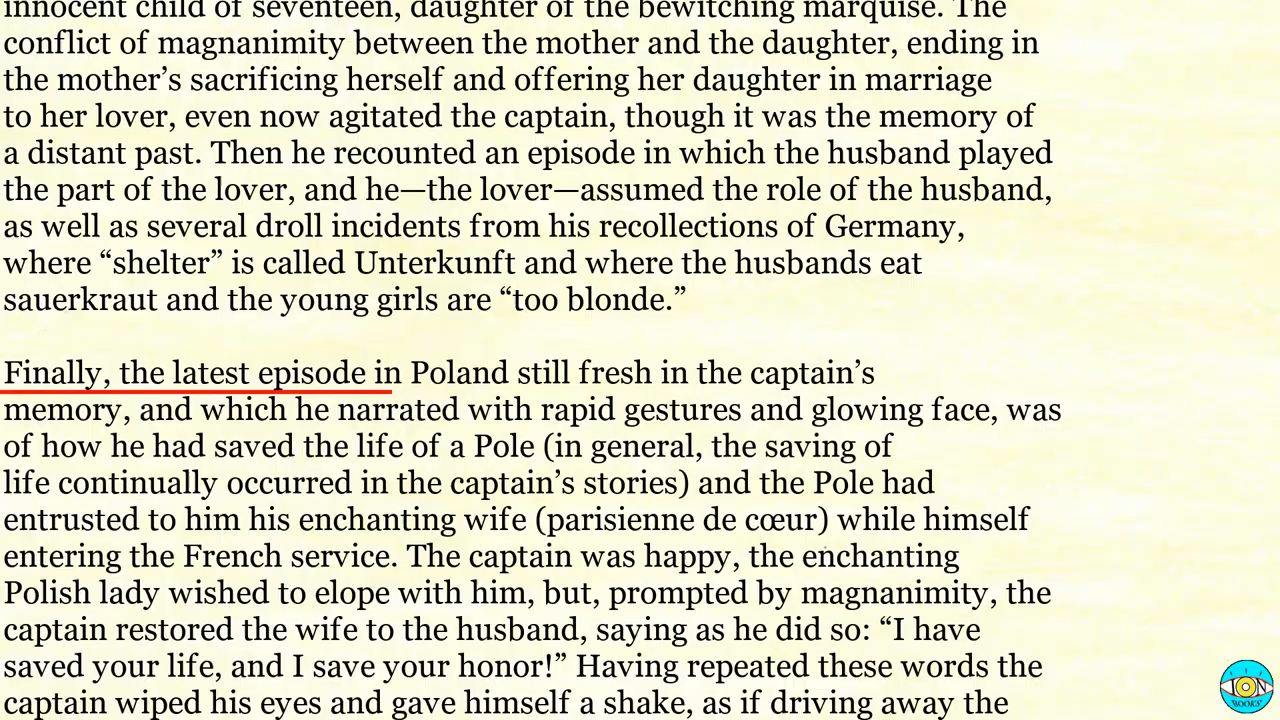 innocent child of seventeen, daughter of the bewitching marquise. The
conflict of magnanimity between the mother and the daughter, ending in
the mother’s sacrificing herself and offering her daughter in marriage
to her lover, even now agitated the captain, though it was the memory of
a distant past. Then he recounted an episode in which the husband played
the part of the lover, and he—the lover—assumed the role of the husband,
as well as several droll incidents from his recollections of Germany,
where “shelter” is called Unterkunft and where the husbands eat
sauerkraut and the young girls are “too blonde.”
Finally, the latest episode in Poland still fresh in the captain’s
memory, and which he narrated with rapid gestures and glowing face, was
of how he had saved the life of a Pole (in general, the saving of
life continually occurred in the captain’s stories) and the Pole had
entrusted to him his enchanting wife (parisienne de cœur) while himself
entering the French service. The captain was happy, the enchanting
Polish lady wished to elope with him, but, prompted by magnanimity, the
captain restored the wife to the husband, saying as he did so: “I have
saved your life, and I save your honor!” Having repeated these words the
captain wiped his eyes and gave himself a shake, as if driving away the
ION
BOOKS